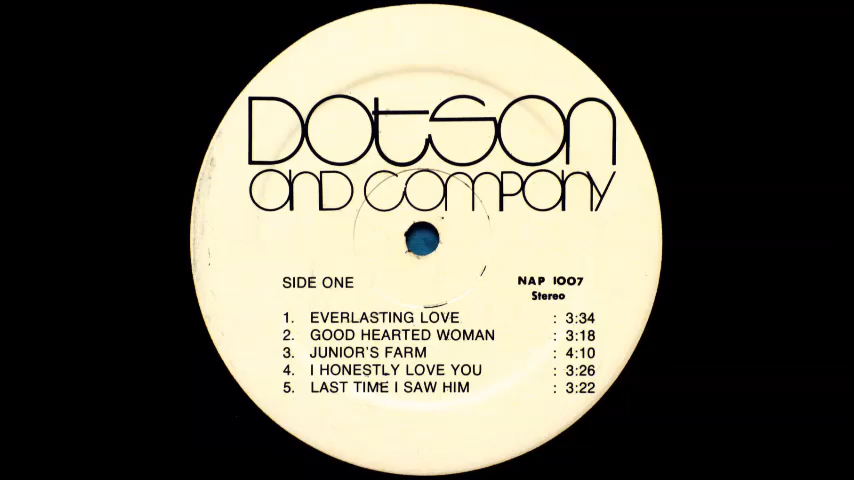 DOTSON
AND COMPANY
SIDE ONE NAP 1007
Stereo
1. EVERLASTING LOVE : 3:34
2. GOOD HEARTED WOMAN : 3:18
3. JUNIOR'S FARM : 4:10
4. I HONESTLY LOVE YOU : 3:26
5. LAST TIME I SAW HIM : 3:22